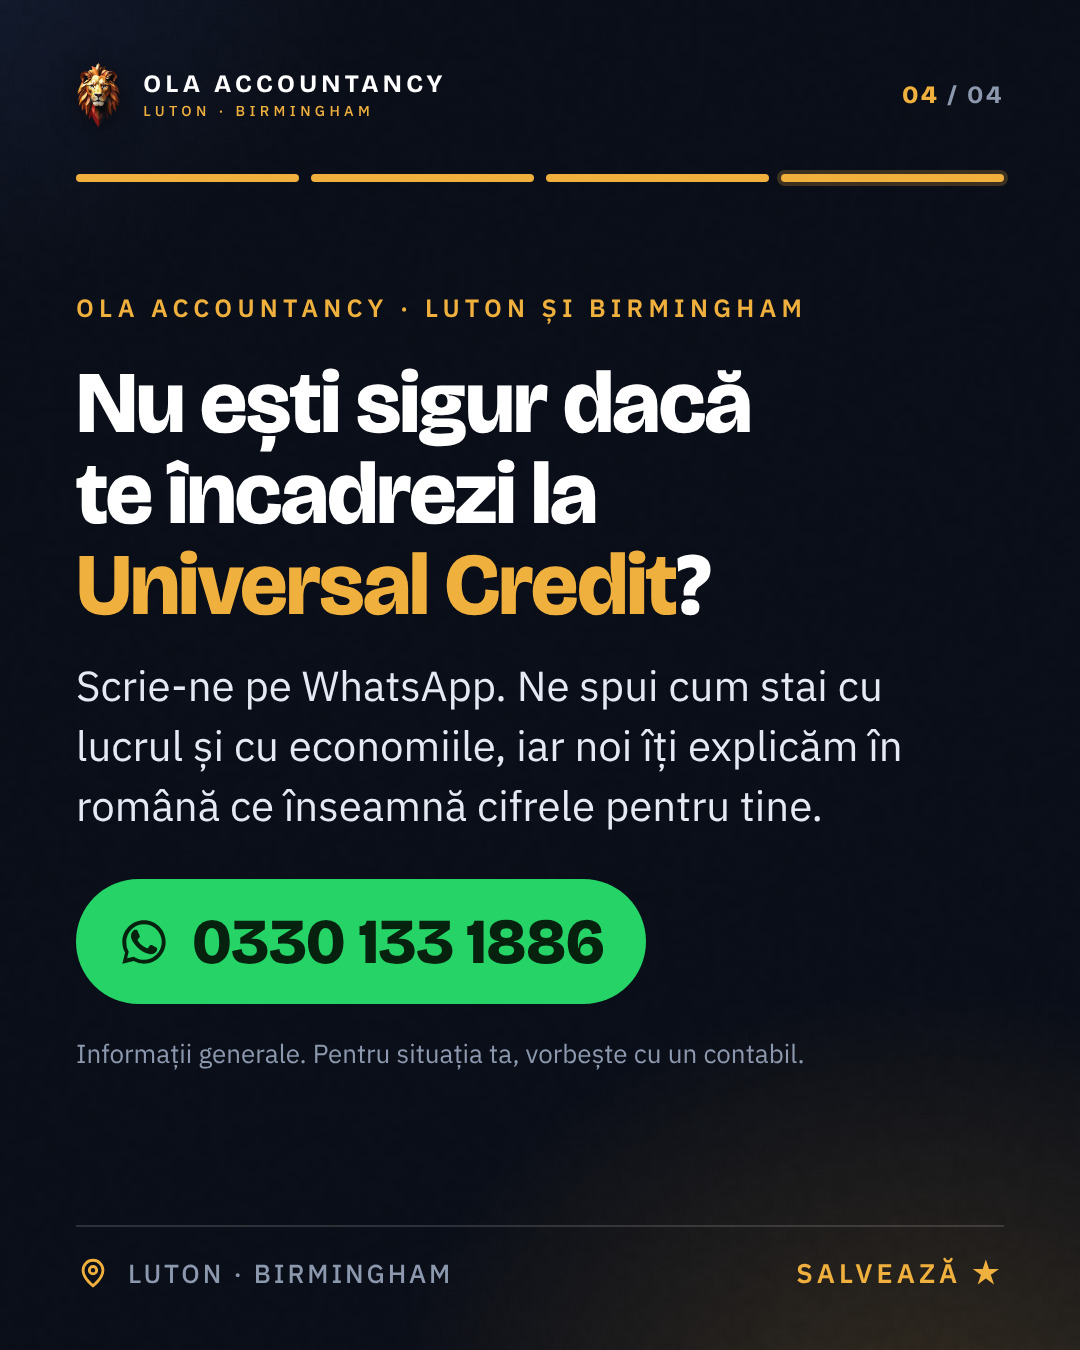 OLA ACCOUNTANCY
LUTON · BIRMINGHAM
04 / 04
OLA ACCOUNTANCY · LUTON ȘI BIRMINGHAM
Nu ești sigur dacă
te încadrezi la
Universal Credit?
Scrie-ne pe WhatsApp. Ne spui cum stai cu
lucrul și cu economiile, iar noi îți explicăm în
română ce înseamnă cifrele pentru tine.
0330 133 1886
Informații generale. Pentru situația ta, vorbește cu un contabil.
LUTON · BIRMINGHAM
SALVEAZĂ ★